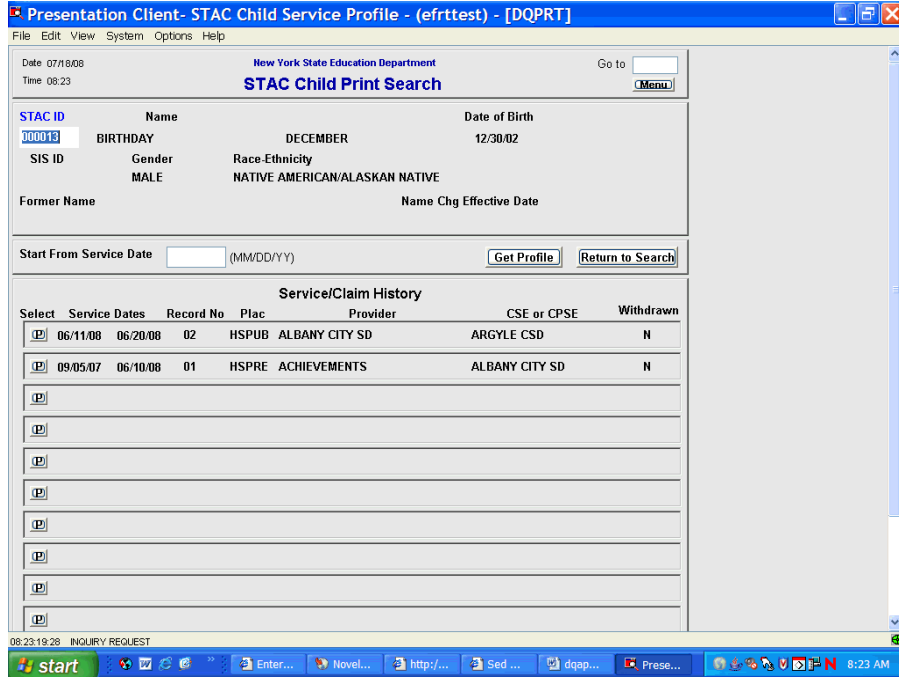 Presentation Client- STAC Child Service Profile - (efrttest) - [DQPRT]
File Edit View System Options Help
Date 07/18/08 New York State Education Department Go to
Time 08:23 STAC Child Print Search Menu
STAC ID Name Date of Birth
000013 BIRTHDAY DECEMBER 12/30/02
SIS ID Gender Race-Ethnicity
MALE NATIVE AMERICAN/ALASKAN NATIVE
Former Name Name Chg Effective Date
Start From Service Date (MM/DD/YY) Get Profile Return to Search
Service/Claim History
Select Service Dates Record No Plac Provider CSE or CPSE Withdrawn
P 06/11/08 06/20/08 02 HSPUB ALBANY CITY SD ARGYLE CSD N
P 09/05/07 06/10/08 01 HSPRE ACHIEVEMENTS ALBANY CITY SD N
P
P
P
P
P
P
P
P
08:23:19:28 INQUIRY REQUEST
start Enter... Novel... http:/... Sed ... dqap... Prese... N 8:23 AM